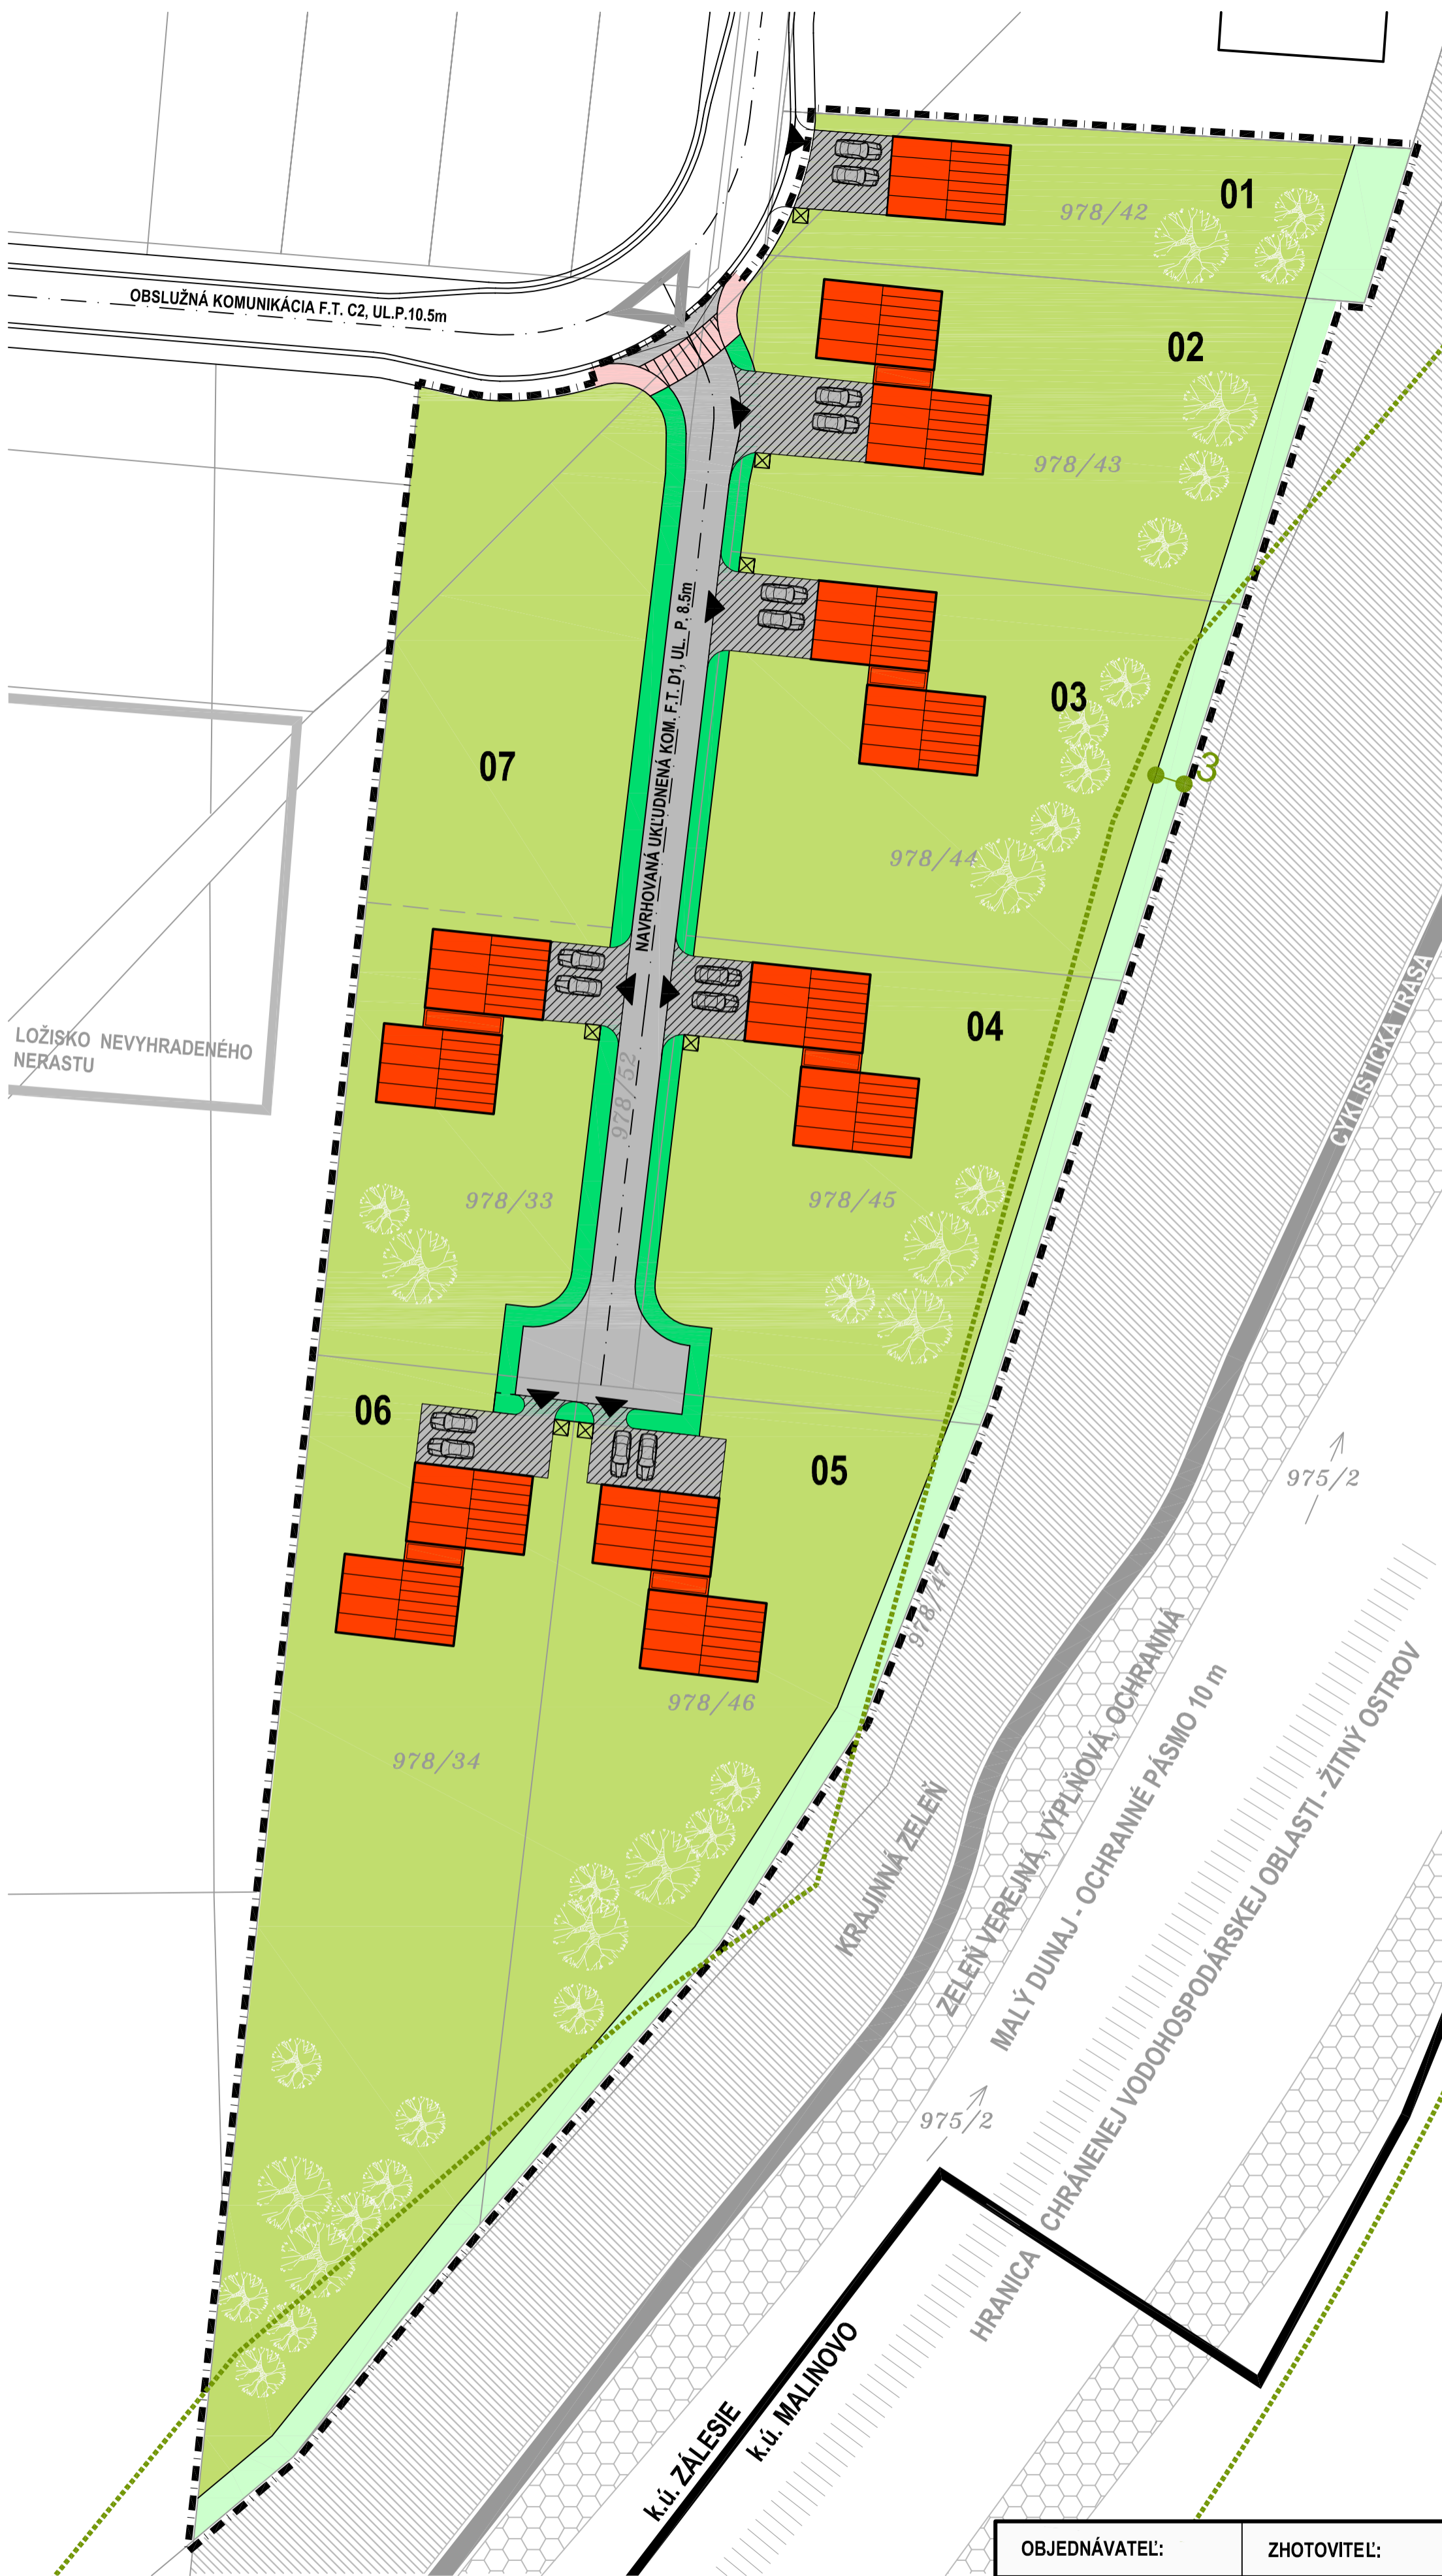 01
978/42
OBSLUŽNÁ KOMUNIKÁCIA F.T. C2, UL.P.10.5m
02
978/43
NAVRHOVANÁ UKĽUDNENÁ KOM. F.T. D1, UL. P. 8.5m
03
3
07
978/44
04
LOŽISKO NEVYHRADENÉHO
NERASTU
CYKLISTICKÁ TRASA
978/52
978/33
978/45
06
05
975/2
978/47
978/46
978/34
KRAJINNÁ ZELEŇ
ZELEŇ VEREJNÁ, VÝPLŇOVÁ, OCHRANNÁ
MALÝ DUNAJ - OCHRANNÉ PÁSMO 10 m
HRANICA CHRÁNENEJ VODOHOSPODÁRSKEJ OBLASTI - ŽITNÝ OSTROV
975/2
k.ú. ZÁLESIE
k.ú. MALINOVO
OBJEDNÁVATEĽ:
ZHOTOVITEĽ: